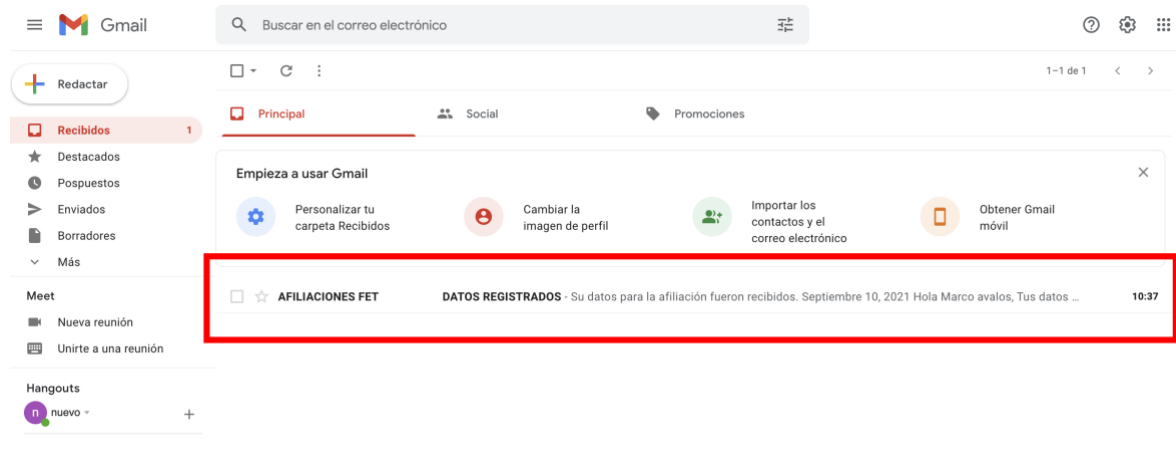 Gmail
Buscar en el correo electrónico
Redactar
1–1 de 1
Principal
Social
Promociones
Recibidos 1
Destacados
Pospuestos
Enviados
Borradores
Más
Empieza a usar Gmail
Personalizar tu
carpeta Recibidos
Cambiar la
imagen de perfil
Importar los
contactos y el
correo electrónico
Obtener Gmail
móvil
AFILIACIONES FET DATOS REGISTRADOS - Su datos para la afiliación fueron recibidos. Septiembre 10, 2021 Hola Marco avalos, Tus datos ... 10:37
Meet
Nueva reunión
Unirte a una reunión
Hangouts
n nuevo